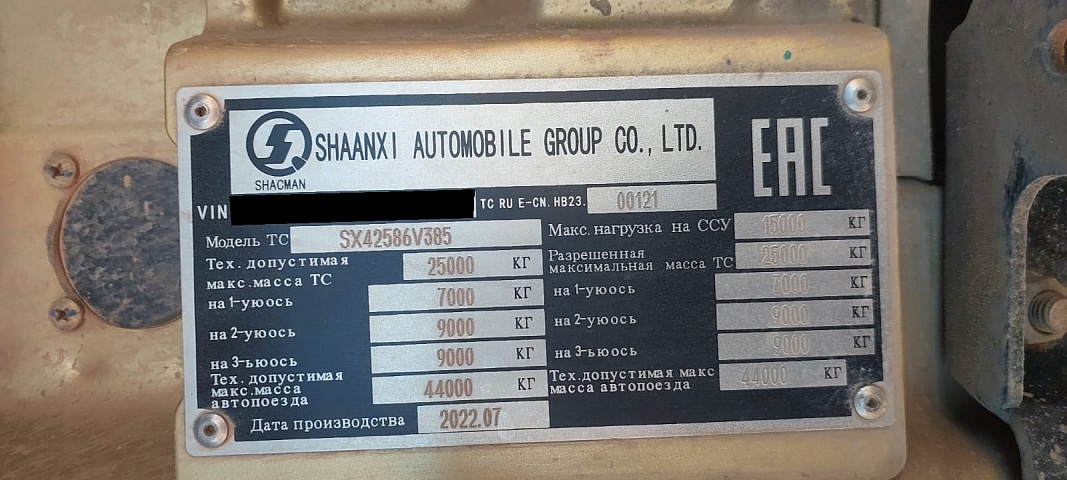 SHAANXI AUTOMOBILE GROUP CO., LTD.
SHACMAN
EAC
VIN
TC RU E-CN.HB23. 00121
Модель ТС SX42586V385
Тех. допустимая
макс.масса ТС 25000 КГ
на 1-уюось 7000 КГ
на 2-уюось 9000 КГ
на 3-ьюось 9000 КГ
Тех. допустимая
макс.масса
автопоезда 44000 КГ
Дата производства 2022.07
Макс.нагрузка на ССУ 15000 КГ
Разрешенная
максимальная масса ТС 25000 КГ
на 1-уюось 7000 КГ
на 2-уюось 9000 КГ
на 3-ьюось 9000 КГ
Тех.допустимая макс
масса автопоезда 44000 КГ